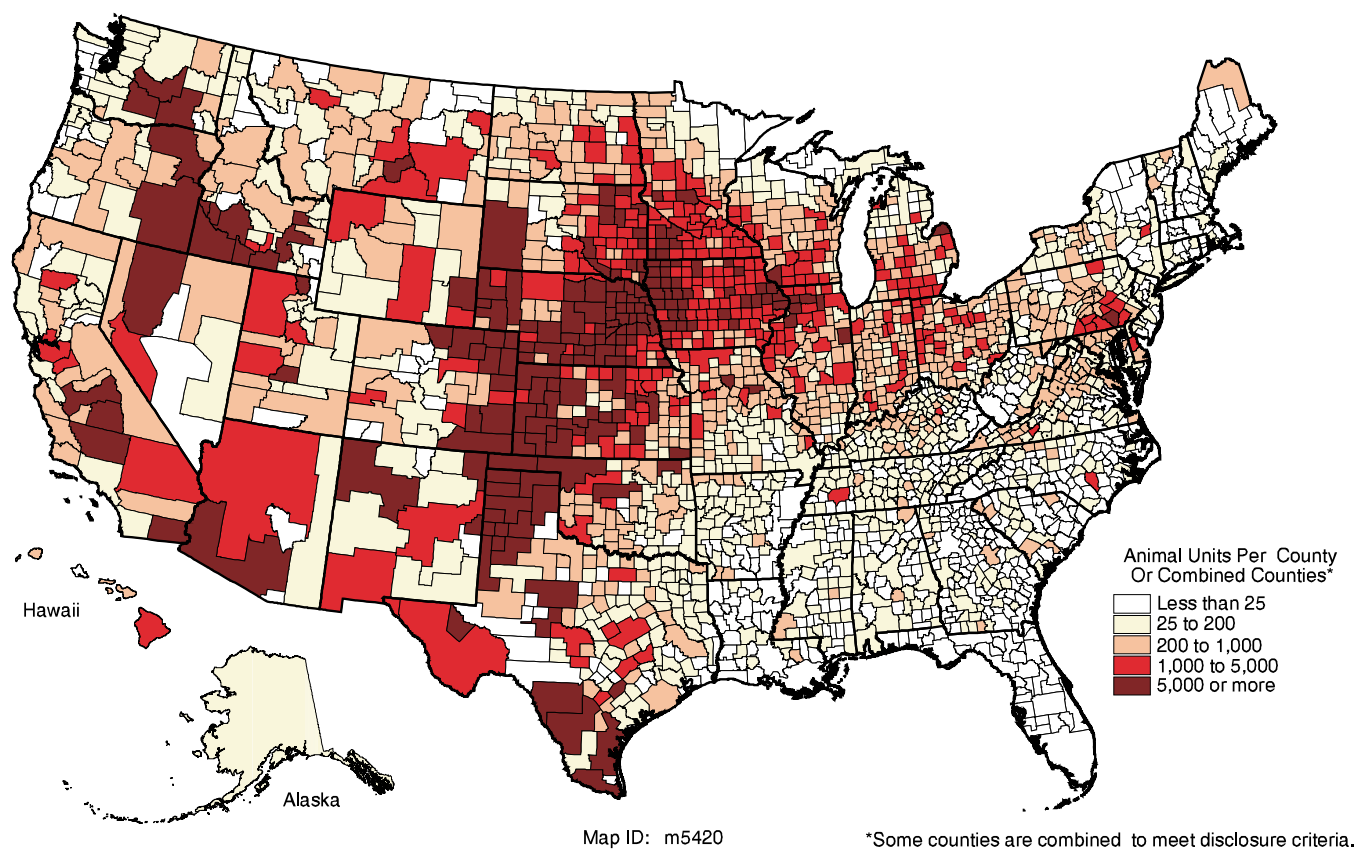 Animal Units Per County
Or Combined Counties*
Less than 25
25 to 200
200 to 1,000
1,000 to 5,000
5,000 or more
Hawaii
Alaska
Map ID: m5420
*Some counties are combined to meet disclosure criteria.